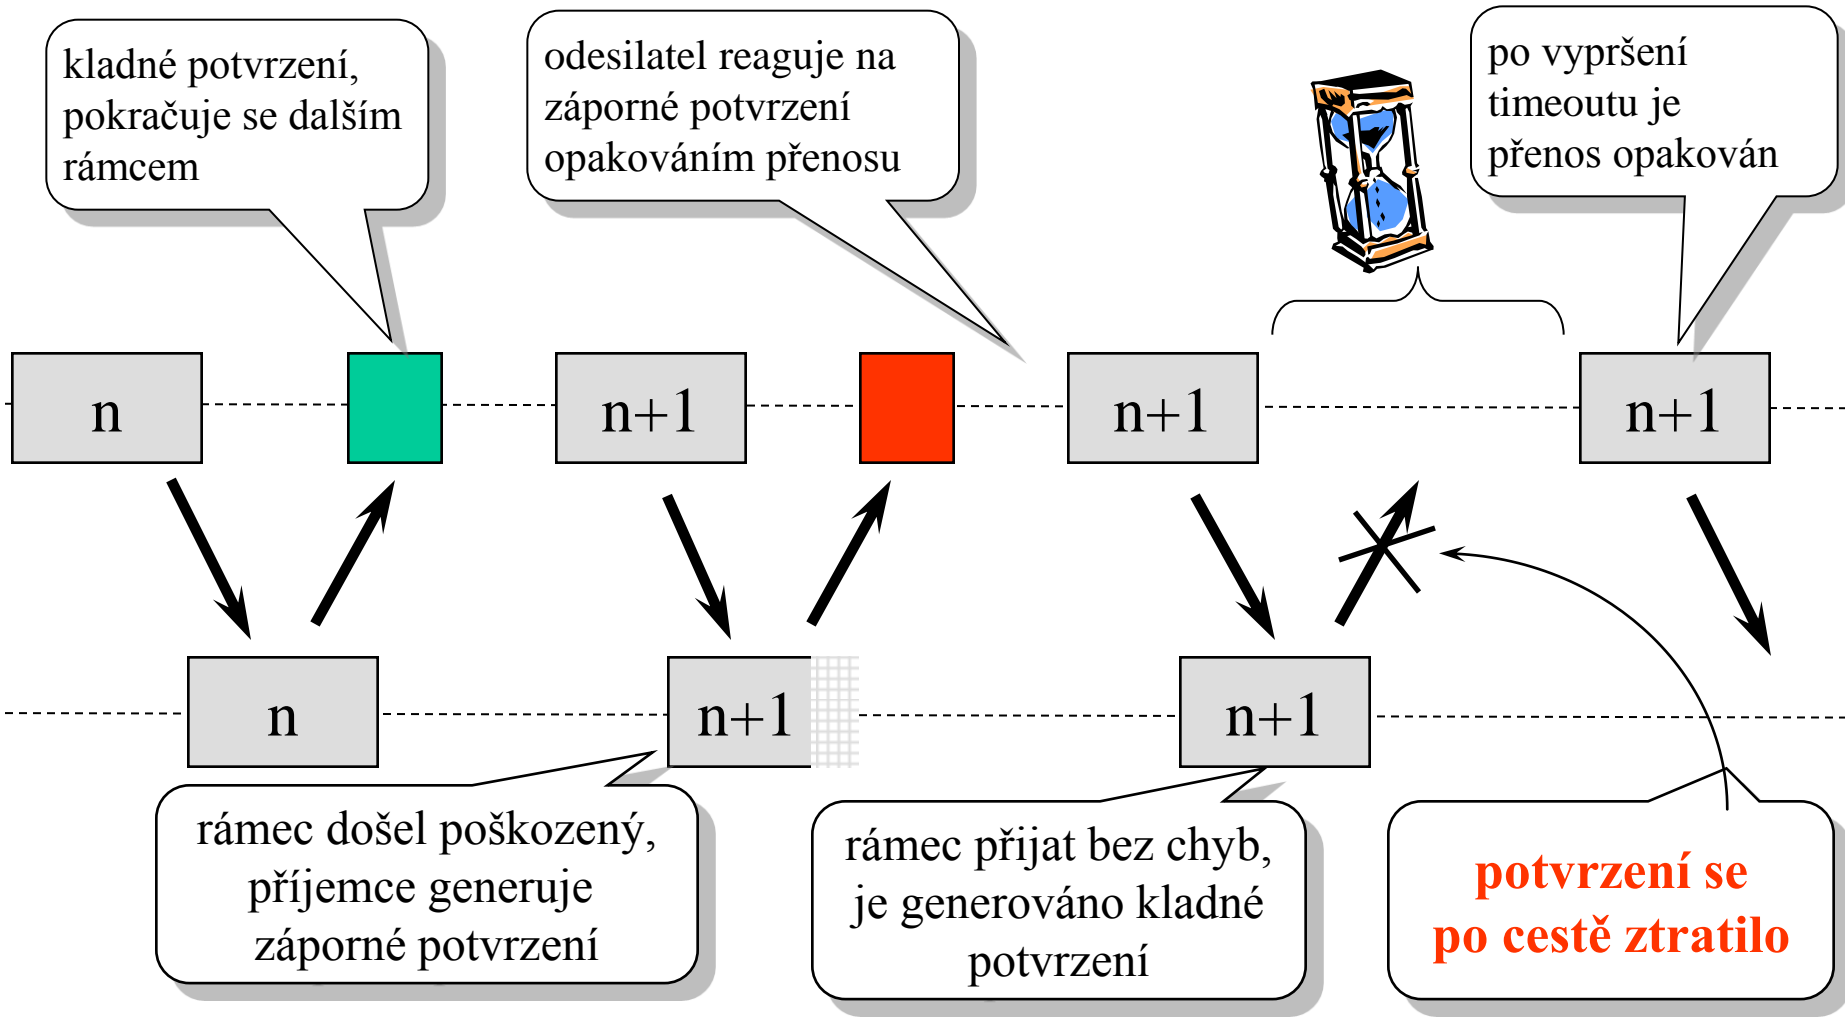 kladné potvrzení,
pokračuje se dalším
rámcem
odesilatel reaguje na
záporné potvrzení
opakováním přenosu
po vypršení
timeoutu je
přenos opakován
n
n+1
n+1
n+1
n
n+1
n+1
rámec došel poškozený,
příjemce generuje
záporné potvrzení
rámec přijat bez chyb,
je generováno kladné
potvrzení
potvrzení se
po cestě ztratilo